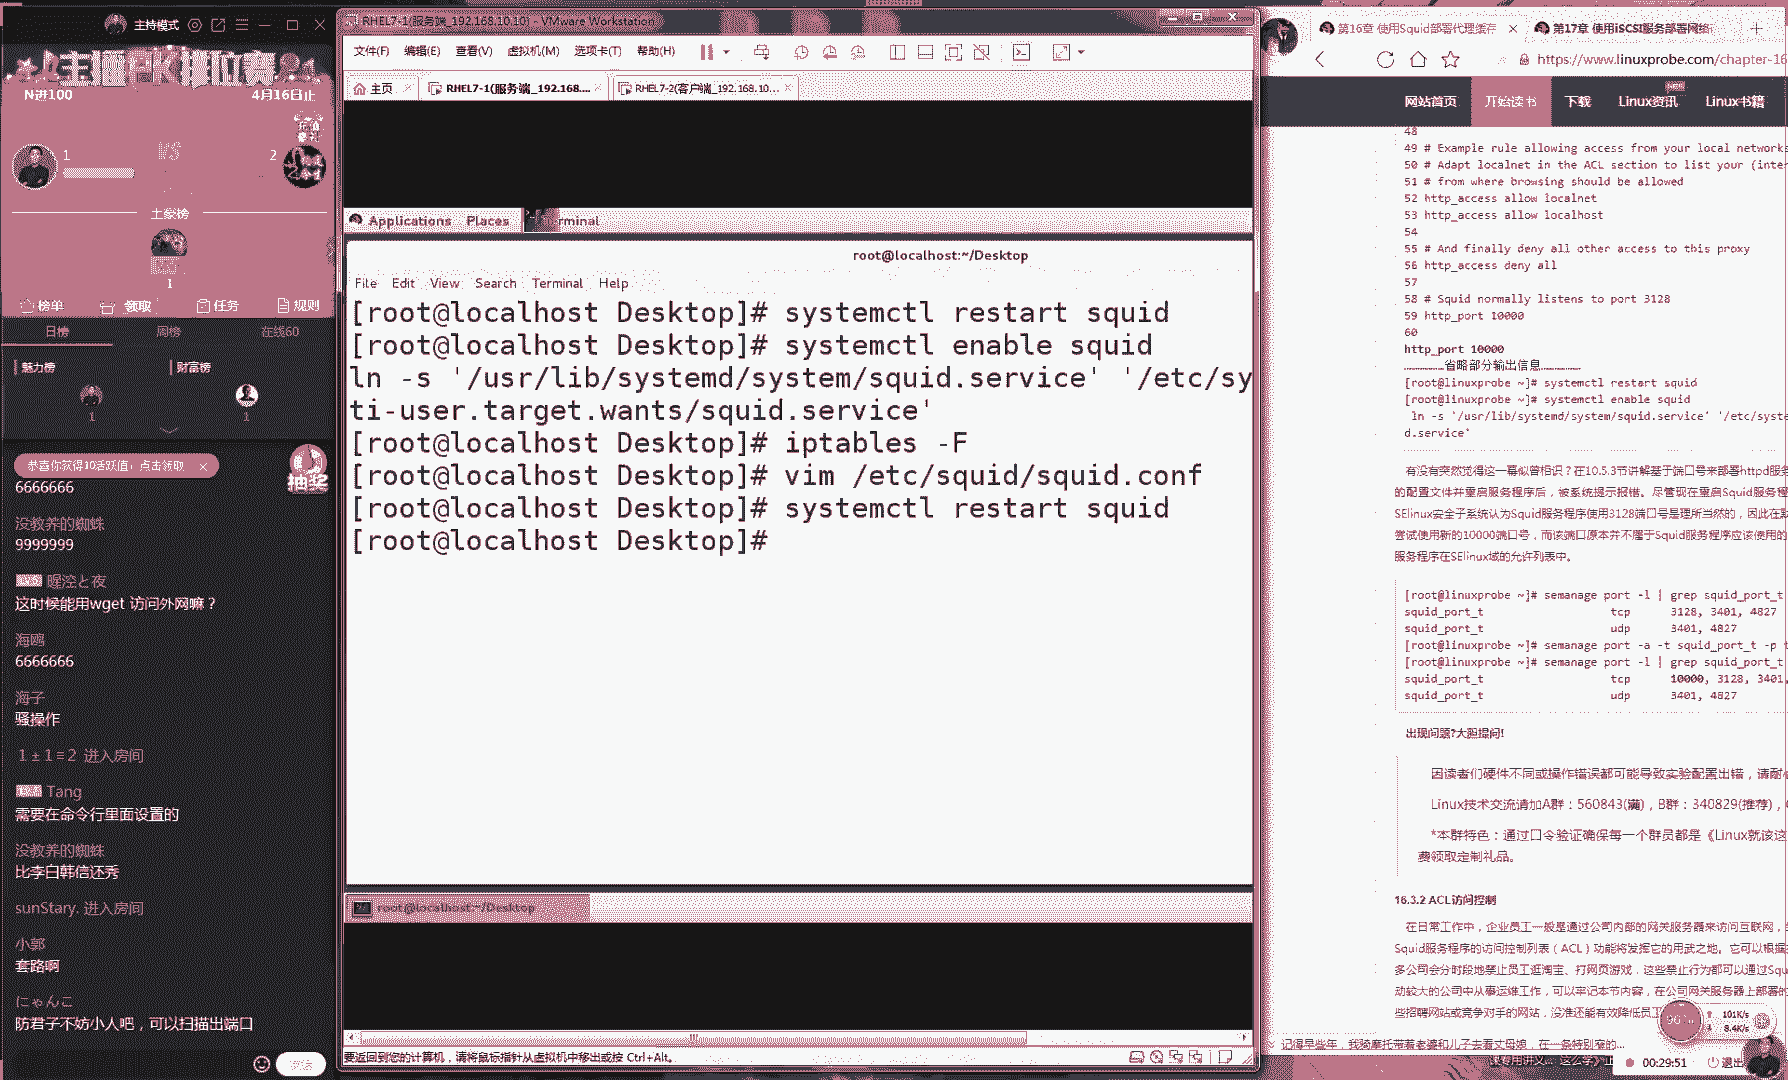 主持模式
主播PK排位赛
N进100
4月16日止
1
VS
2
土豪榜
1
榜单
领取
任务
规则
日榜
周榜
在线60
魅力榜
财富榜
1
1
恭喜你获得10活跃值，点击领取
抽奖
6666666
没教养的蜘蛛
9999999
这时候能用wget 访问外网嘛？
海鸥
6666666
海子
骚操作
1±1=2 进入房间
Tang
需要在命令行里面设置的
没教养的蜘蛛
比李白韩信还秀
sunStary. 进入房间
小郭
套路啊
にゃんこ
防君子不妨小人吧，可以扫描出端口
RHEL7-1(服务端_192.168.10.10) - VMware Workstation
文件(F)
编辑(E)
查看(V)
虚拟机(M)
选项卡(T)
帮助(H)
主页
RHEL7-1(服务端_192.168....
RHEL7-2(客户端_192.168.10...
Applications
Places
root@localhost:~/Desktop
File
Edit
View
Search
Terminal
Help
[root@localhost Desktop]# systemctl restart squid
[root@localhost Desktop]# systemctl enable squid
ln -s '/usr/lib/systemd/system/squid.service' '/etc/sy
ti-user.target.wants/squid.service'
[root@localhost Desktop]# iptables -F
[root@localhost Desktop]# vim /etc/squid/squid.conf
[root@localhost Desktop]# systemctl restart squid
[root@localhost Desktop]#
root@localhost:~/Desktop
要返回到您的计算机，请将鼠标指针从虚拟机中移出或按 Ctrl+Alt。
第16章 使用Squid部署代理缓存
第17章 使用iSCSI服务部署网络
https://www.linuxprobe.com/chapter-16
网站首页
开始读书
下载
Linux资讯
Linux书籍
48
49 # Example rule allowing access from your local networks
50 # Adapt localnet in the ACL section to list your (inter
51 # from where browsing should be allowed
52 http_access allow localnet
53 http_access allow localhost
54
55 # And finally deny all other access to this proxy
56 http_access deny all
57
58 # Squid normally listens to port 3128
59 http_port 10000
60
http_port 10000
………………省略部分输出信息………………
[root@linuxprobe ~]# systemctl restart squid
[root@linuxprobe ~]# systemctl enable squid
ln -s '/usr/lib/systemd/system/squid.service' '/etc/syste
d.service'
有没有突然觉得这一幕似曾相识？在10.5.3节讲解基于端口号来部署httpd服务
的配置文件并重启服务程序后，被系统提示报错。尽管现在重启Squid服务程
SElinux安全子系统认为Squid服务程序使用3128端口号是理所当然的，因此在默
尝试使用新的10000端口号，而该端口原本并不属于Squid服务程序应该使用的
服务程序在SElinux域的允许列表中。
[root@linuxprobe ~]# semanage port -l | grep squid_port_t
squid_port_t tcp 3128, 3401, 4827
squid_port_t udp 3401, 4827
[root@linuxprobe ~]# semanage port -a -t squid_port_t -p t
[root@linuxprobe ~]# semanage port -l | grep squid_port_t
squid_port_t tcp 10000, 3128, 3401,
squid_port_t udp 3401, 4827
出现问题?大胆提问!
因读者们硬件不同或操作错误都可能导致实验配置出错，请耐心
Linux技术交流请加A群：560843(满)，B群：340829(推荐)，
*本群特色：通过口令验证确保每一个群员都是《Linux就该这
费领取定制礼品。
16.3.2 ACL访问控制
在日常工作中，企业员工一般是通过公司内部的网关服务器来访问互联网，
Squid服务程序的访问控制列表（ACL）功能将发挥它的用武之地。它可以根据
多公司会分时段地禁止员工逛淘宝、打网页游戏，这些禁止行为都可以通过Squ
动较大的公司中从事运维工作，可以牢记本节内容，在公司网关服务器上部署的
些招聘网站或竞争对手的网站，没准还能有效降低员工
101K/s
8.4K/s
记得早些年，我骑摩托带着老婆和儿子去看丈母娘，在一条特别窄的...
00:29:51
退出